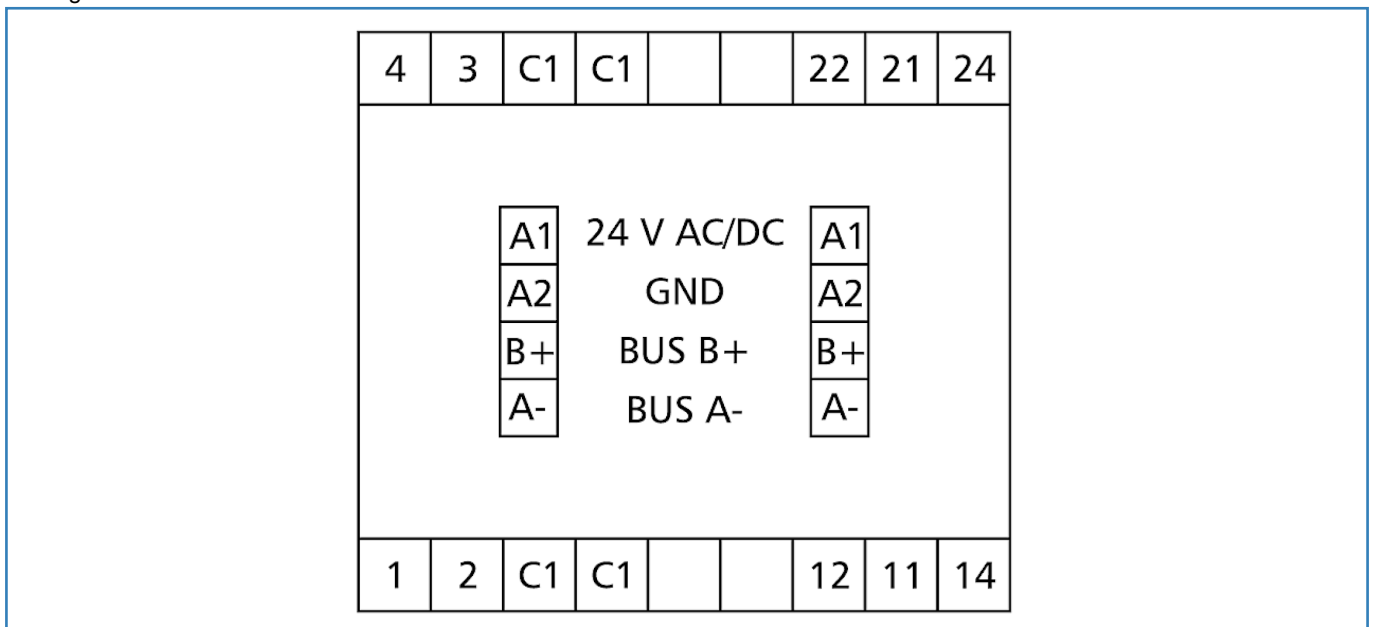 4 3 C1 C1 22 21 24
A1 24 V AC/DC A1
A2 GND A2
B+ BUS B+ B+
A- BUS A- A-
1 2 C1 C1 12 11 14